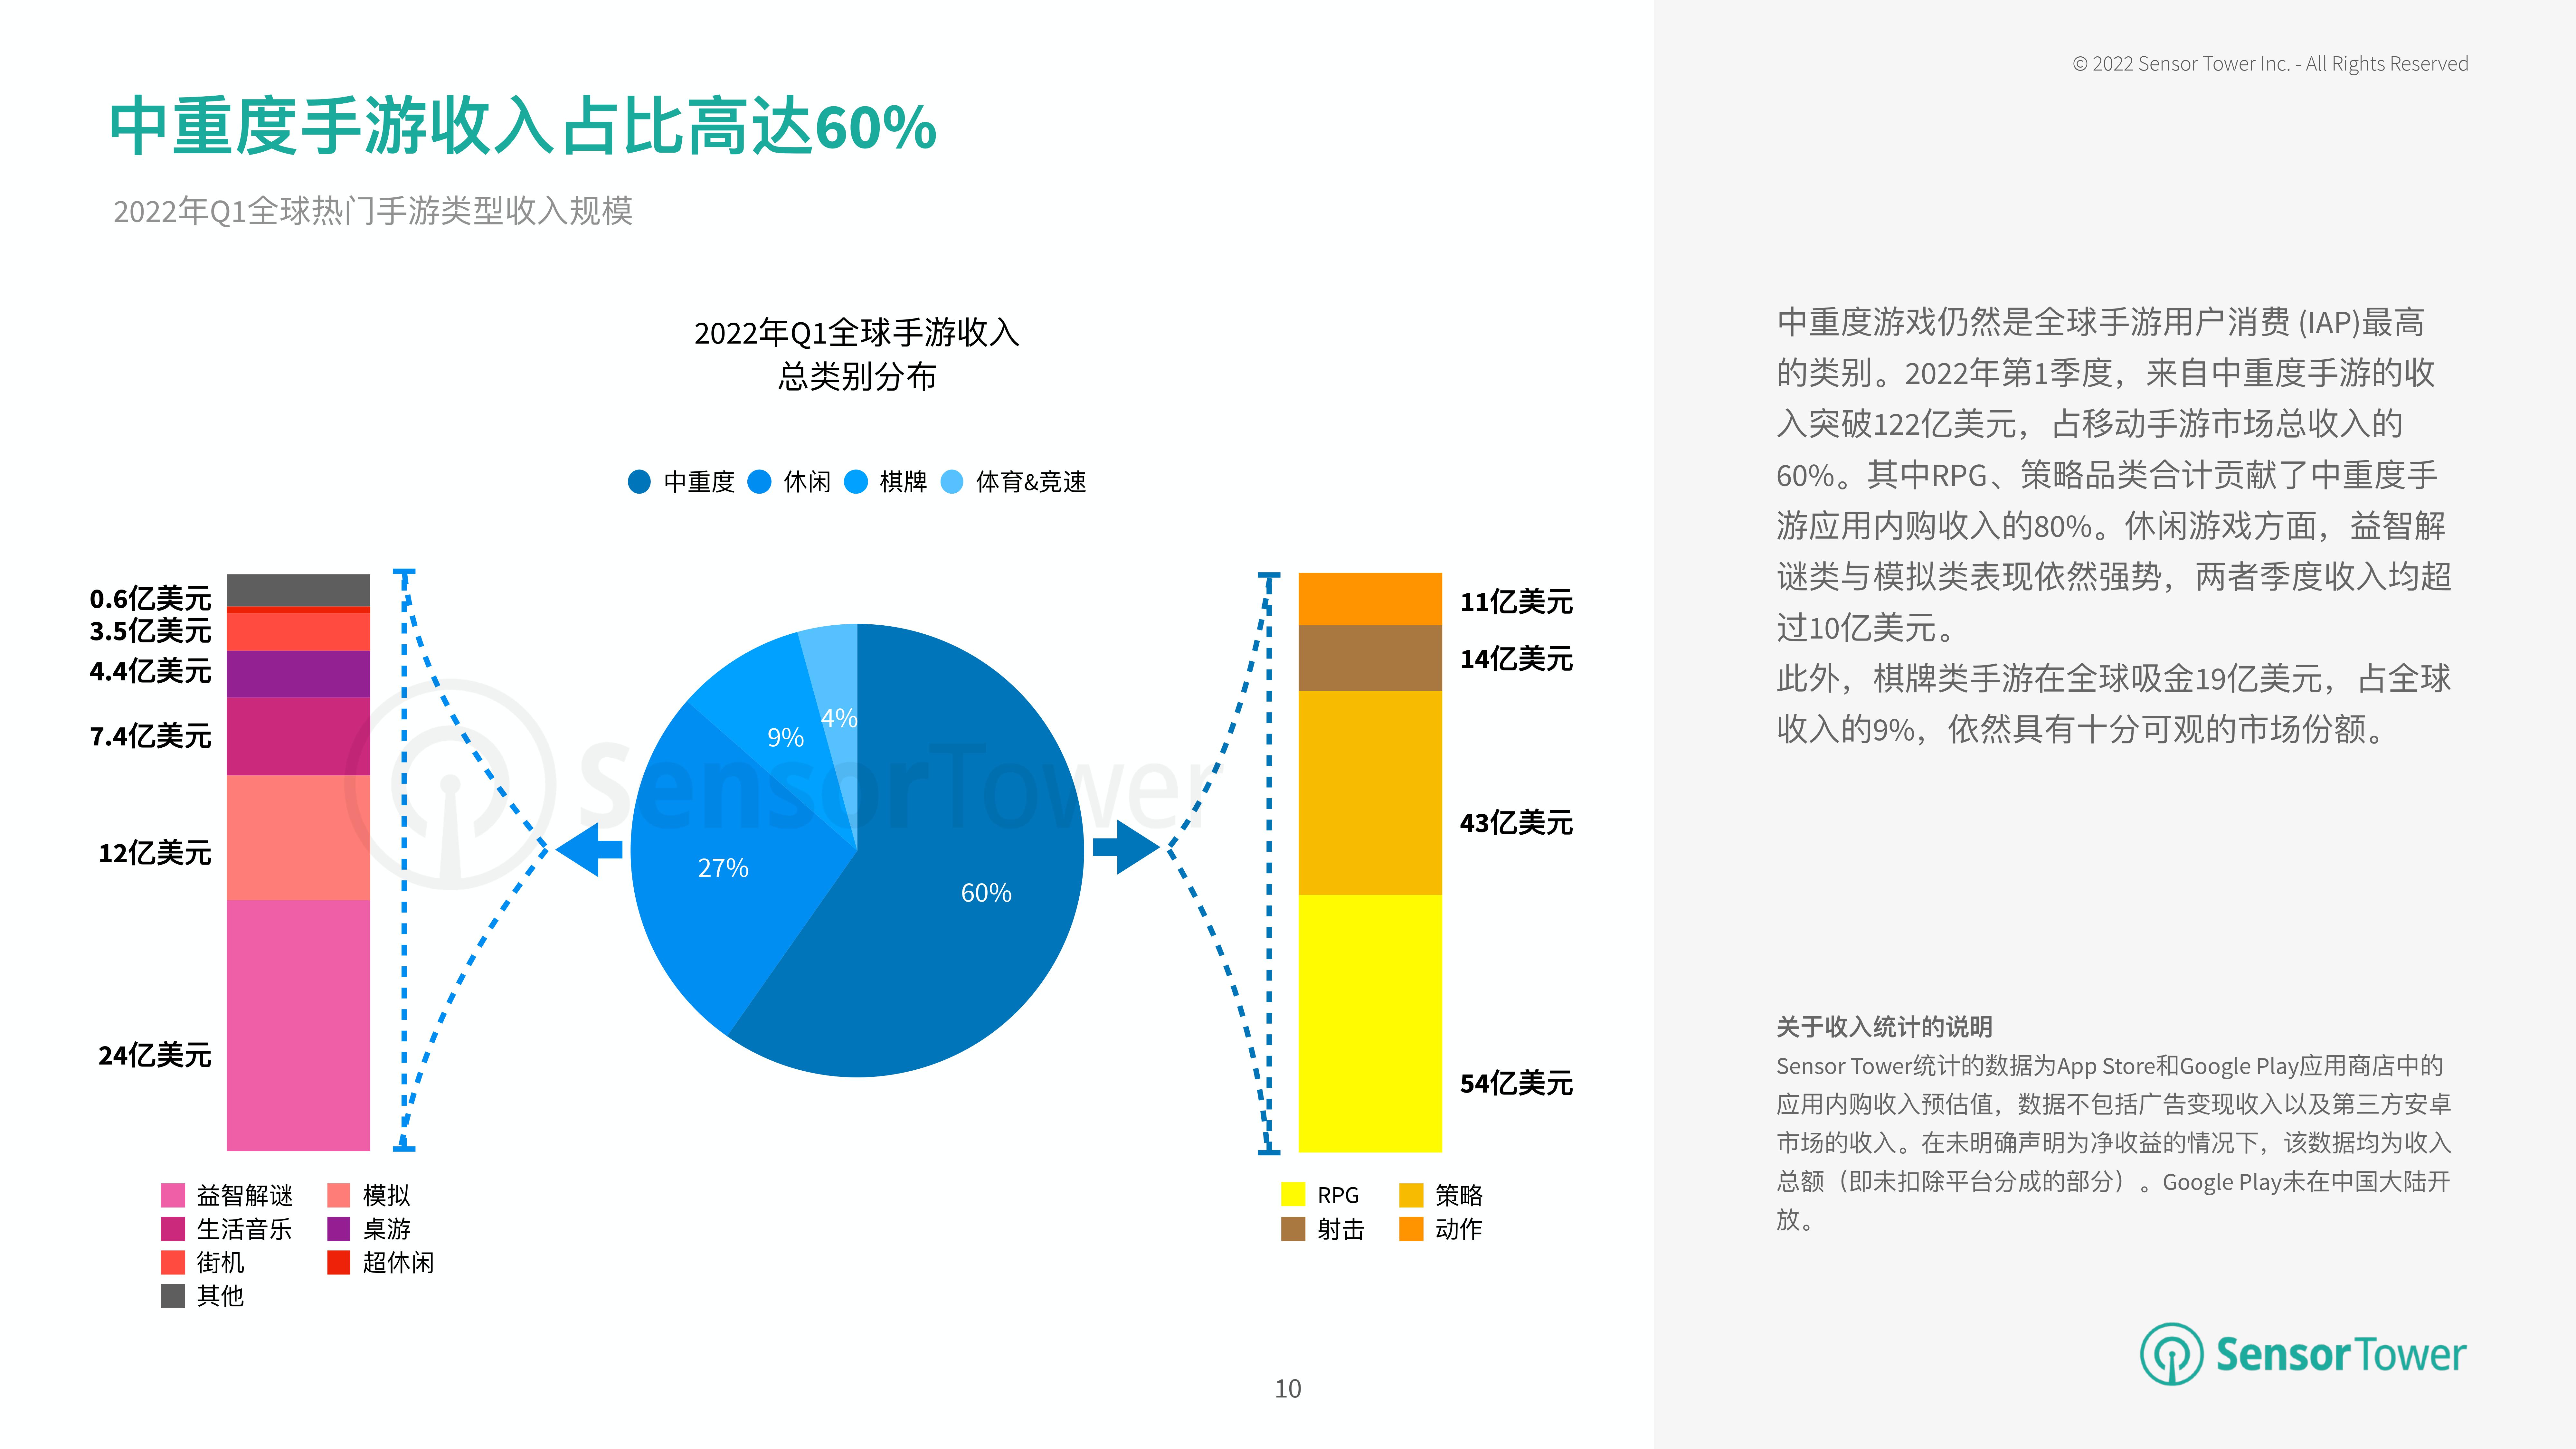 © 2022 Sensor Tower Inc. - All Rights Reserved
中重度手游收入占比高达60%
2022年Q1全球热门手游类型收入规模
2022年Q1全球手游收入
总类别分布
中重度 休闲 棋牌 体育&竞速
0.6亿美元
3.5亿美元
4.4亿美元
7.4亿美元
12亿美元
24亿美元
益智解谜 模拟
生活音乐 桌游
街机 超休闲
其他
4%
9%
27%
60%
SensorTower
11亿美元
14亿美元
43亿美元
54亿美元
RPG 策略
射击 动作
中重度游戏仍然是全球手游用户消费 (IAP)最高
的类别。2022年第1季度，来自中重度手游的收
入突破122亿美元，占移动手游市场总收入的
60%。其中RPG、策略品类合计贡献了中重度手
游应用内购收入的80%。休闲游戏方面，益智解
谜类与模拟类表现依然强势，两者季度收入均超
过10亿美元。
此外，棋牌类手游在全球吸金19亿美元，占全球
收入的9%，依然具有十分可观的市场份额。
关于收入统计的说明
Sensor Tower统计的数据为App Store和Google Play应用商店中的
应用内购收入预估值，数据不包括广告变现收入以及第三方安卓
市场的收入。在未明确声明为净收益的情况下，该数据均为收入
总额（即未扣除平台分成的部分）。Google Play未在中国大陆开
放。
SensorTower
10